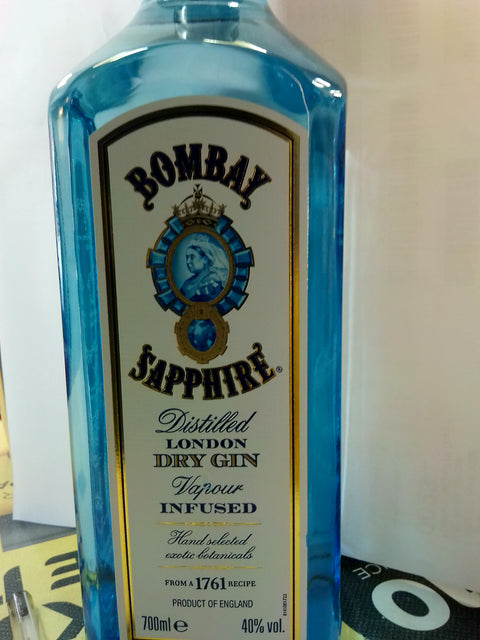 BOMBAY
SAPPHIRE®
Distilled
LONDON
DRY GIN
Vapour
INFUSED
Hand selected
exotic botanicals
FROM A 1761 RECIPE
PRODUCT OF ENGLAND
700ml e 40% vol.